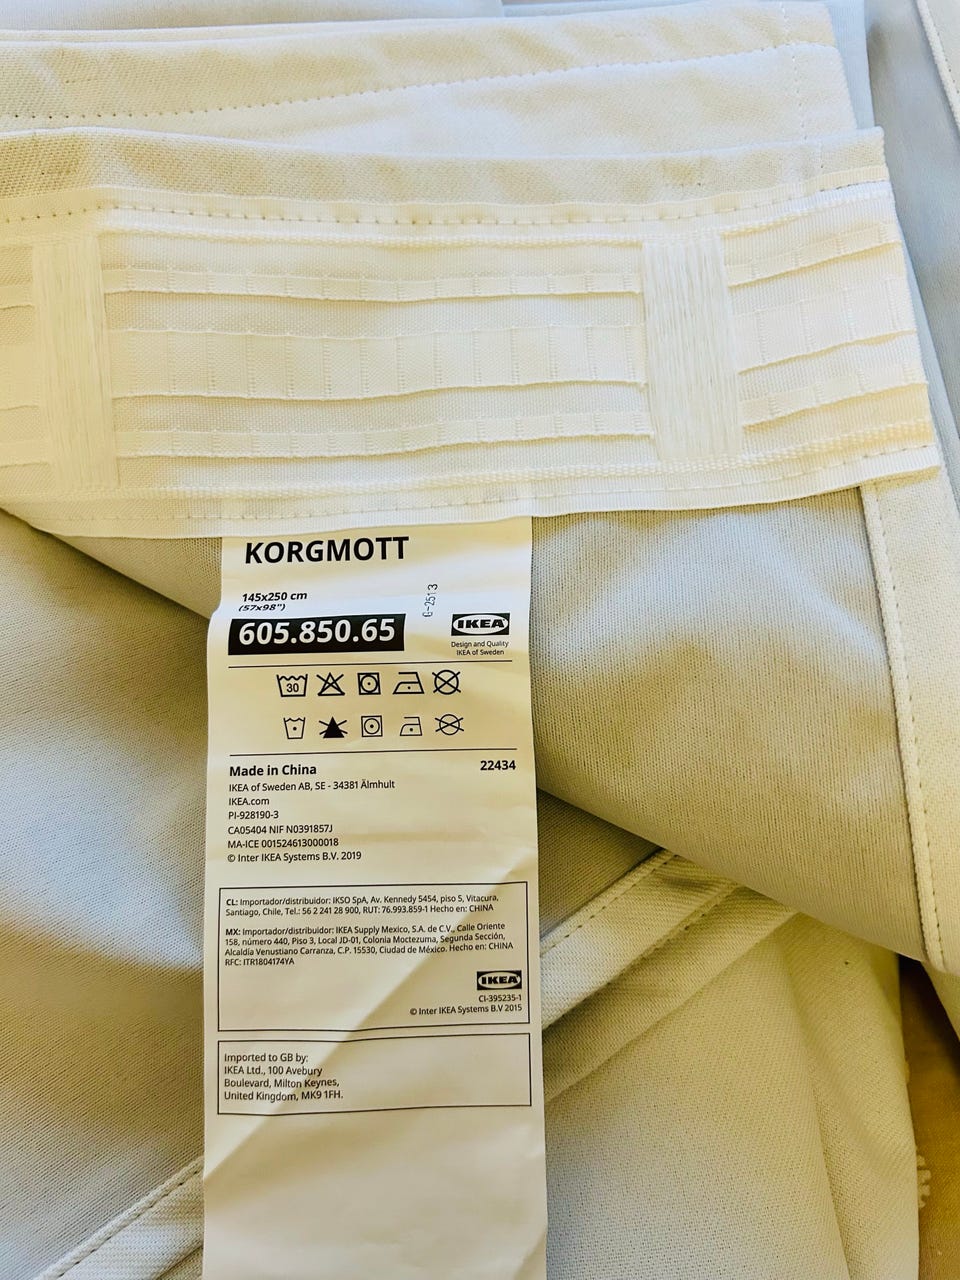 KORGMOTT
145x250 cm
(57x98")
G-2513
605.850.65
IKEA
Design and Quality
IKEA of Sweden
30
Made in China
22434
IKEA of Sweden AB, SE - 34381 Älmhult
IKEA.com
PI-928190-3
CA05404 NIF N0391857J
MA-ICE 001524613000018
© Inter IKEA Systems B.V. 2019
CL: Importador/distribuidor: IKSO SpA, Av. Kennedy 5454, piso 5, Vitacura,
Santiago, Chile, Tel.: 56 2 241 28 900, RUT: 76.993.859-1 Hecho en: CHINA
MX: Importador/distribuidor: IKEA Supply Mexico, S.A. de C.V., Calle Oriente
158, número 440, Piso 3, Local JD-01, Colonia Moctezuma, Segunda Sección,
Alcaldía Venustiano Carranza, C.P. 15530, Ciudad de México. Hecho en: CHINA
RFC: ITR1804174YA
IKEA
CI-395235-1
© Inter IKEA Systems B.V 2015
Imported to GB by:
IKEA Ltd., 100 Avebury
Boulevard, Milton Keynes,
United Kingdom, MK9 1FH.